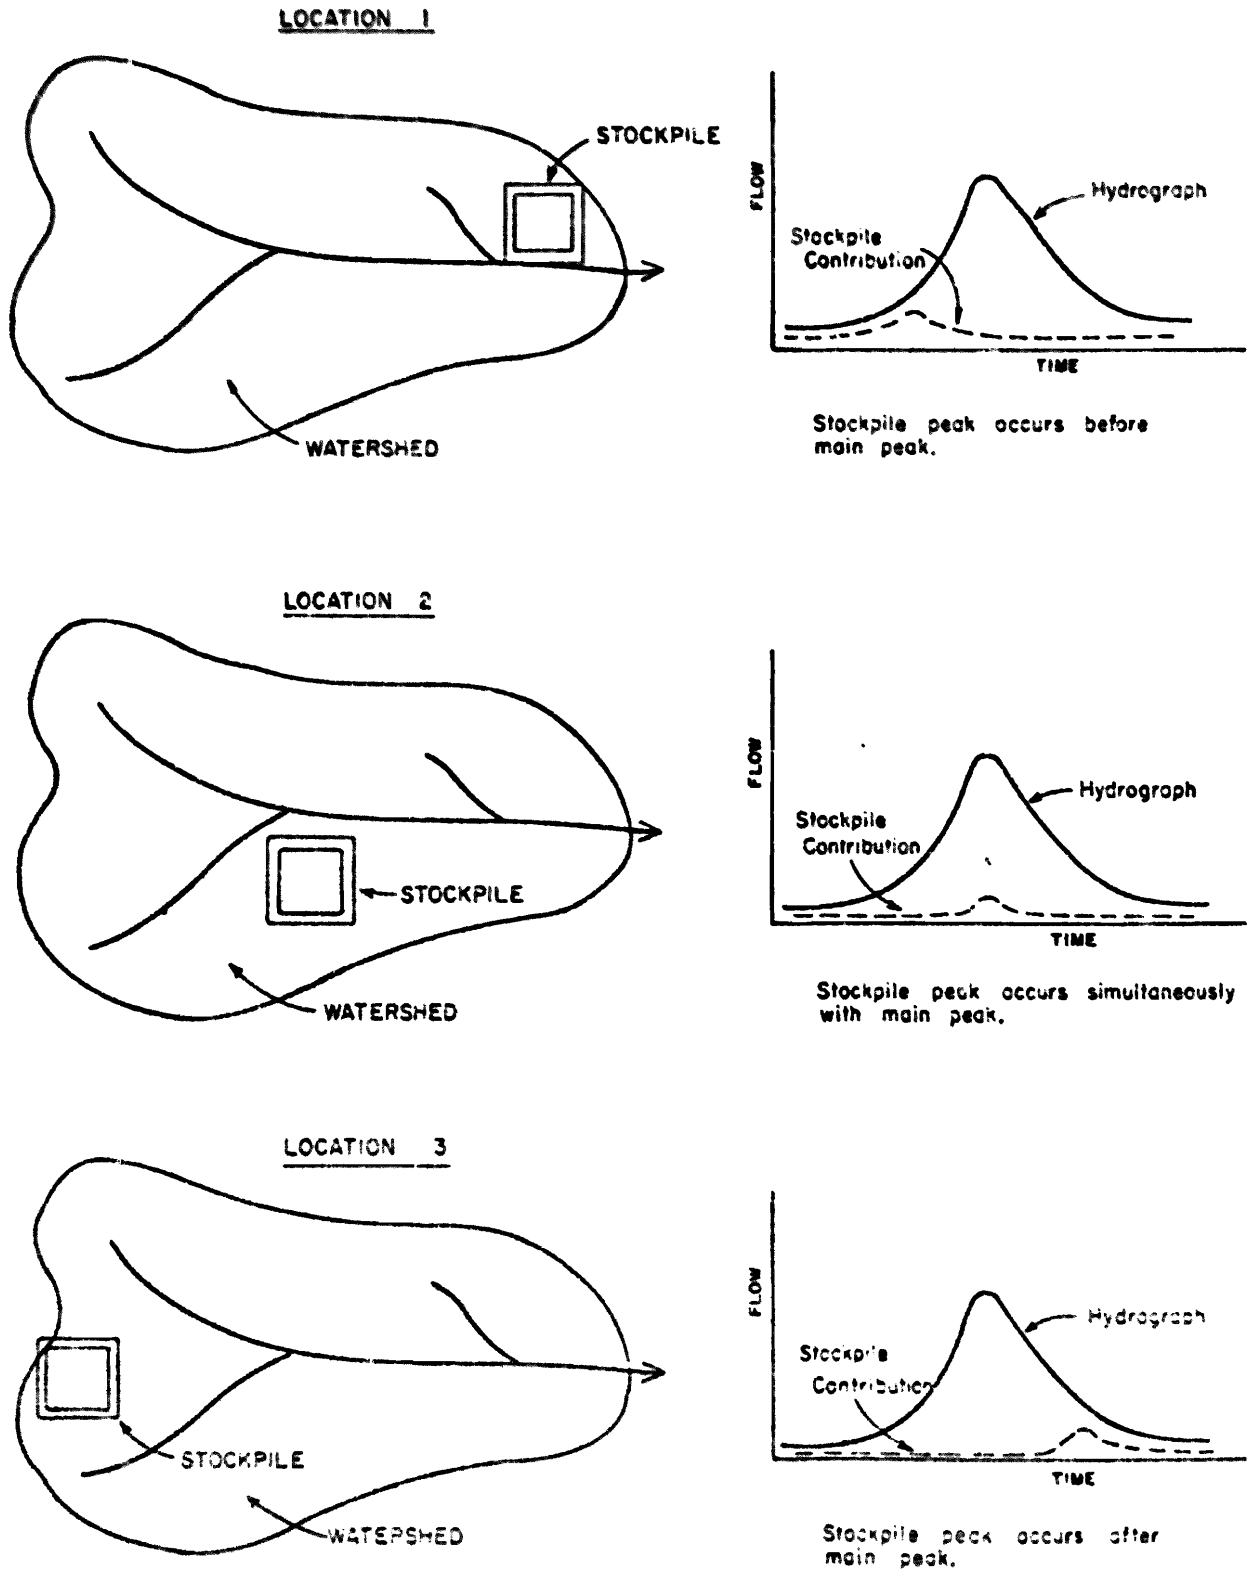 LOCATION 1
STOCKPILE
WATERSHED
FLOW
Hydrograph
Stockpile
Contribution
TIME
Stockpile peak occurs before
main peak.
LOCATION 2
STOCKPILE
WATERSHED
FLOW
Hydrograph
Stockpile
Contribution
TIME
Stockpile peak occurs simultaneously
with main peak.
LOCATION 3
STOCKPILE
WATERSHED
FLOW
Hydrograph
Stockpile
Contribution
TIME
Stockpile peak occurs after
main peak.